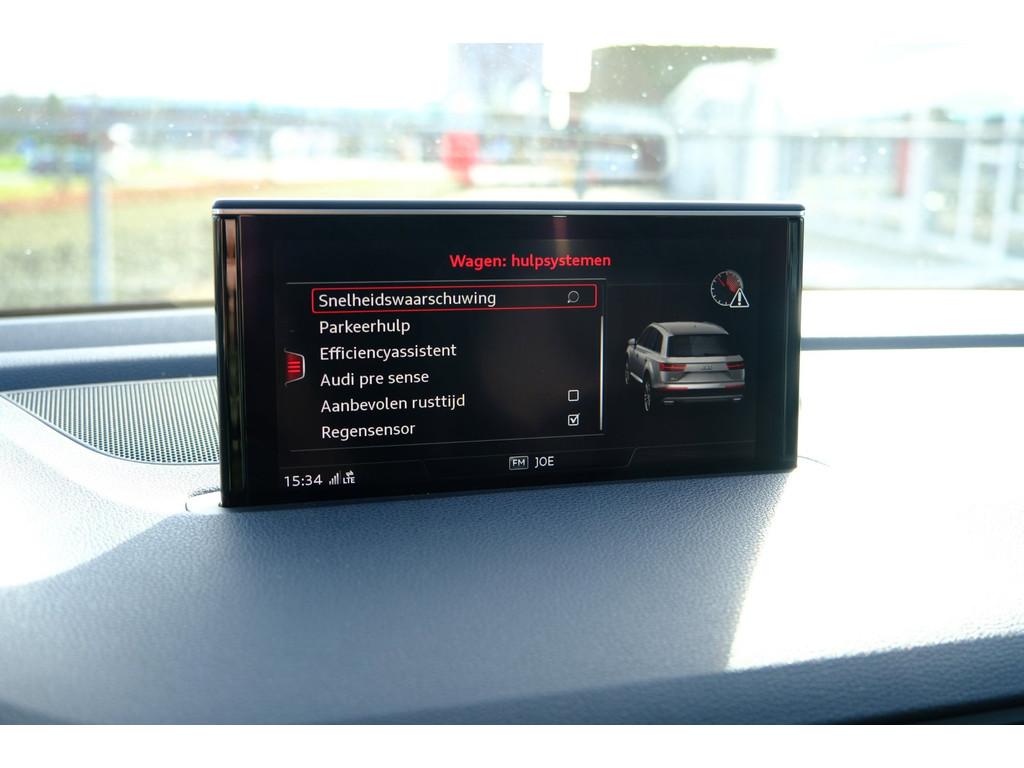 Wagen: hulpsystemen
Snelheidswaarschuwing
Parkeerhulp
Efficiencyassistent
Audi pre sense
Aanbevolen rusttijd
Regensensor
FM JOE
15:34 LTE